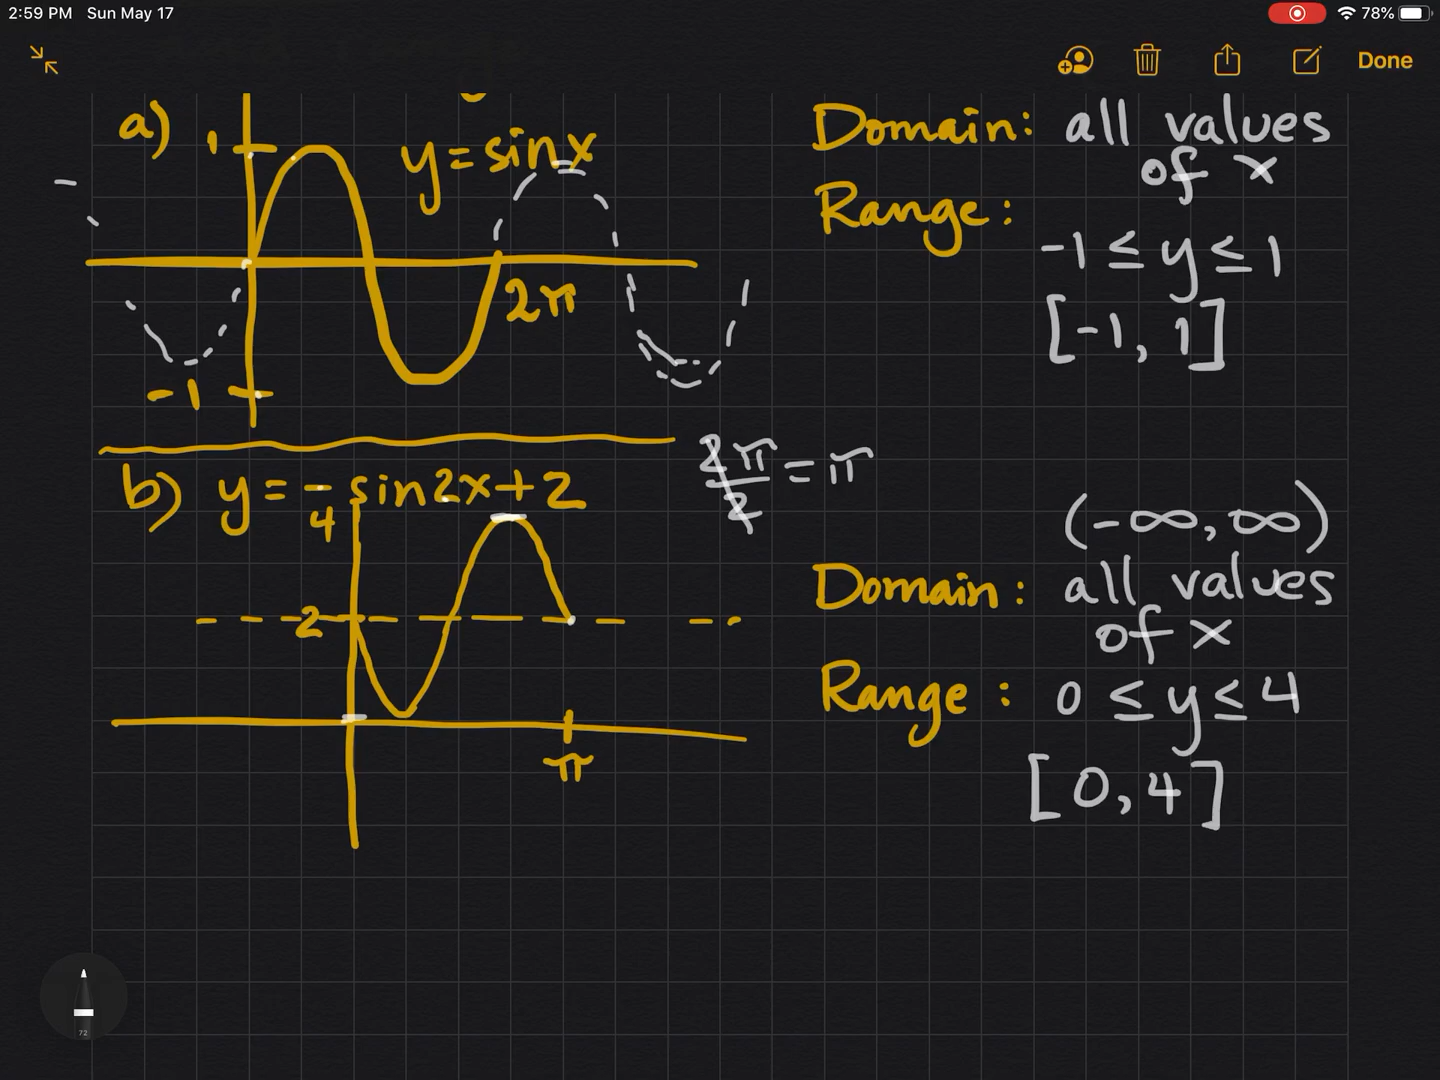 2:59 PM Sun May 17
78%
Done
a)
1
y = sinx
2π
-1
Domain: all values
of x
Range:
-1 ≤ y ≤ 1
[-1, 1]
b) y = - sin2x + 2
4
2π/2 = π
2
π
(-∞, ∞)
Domain: all values
of x
Range: 0 ≤ y ≤ 4
[0, 4]
72